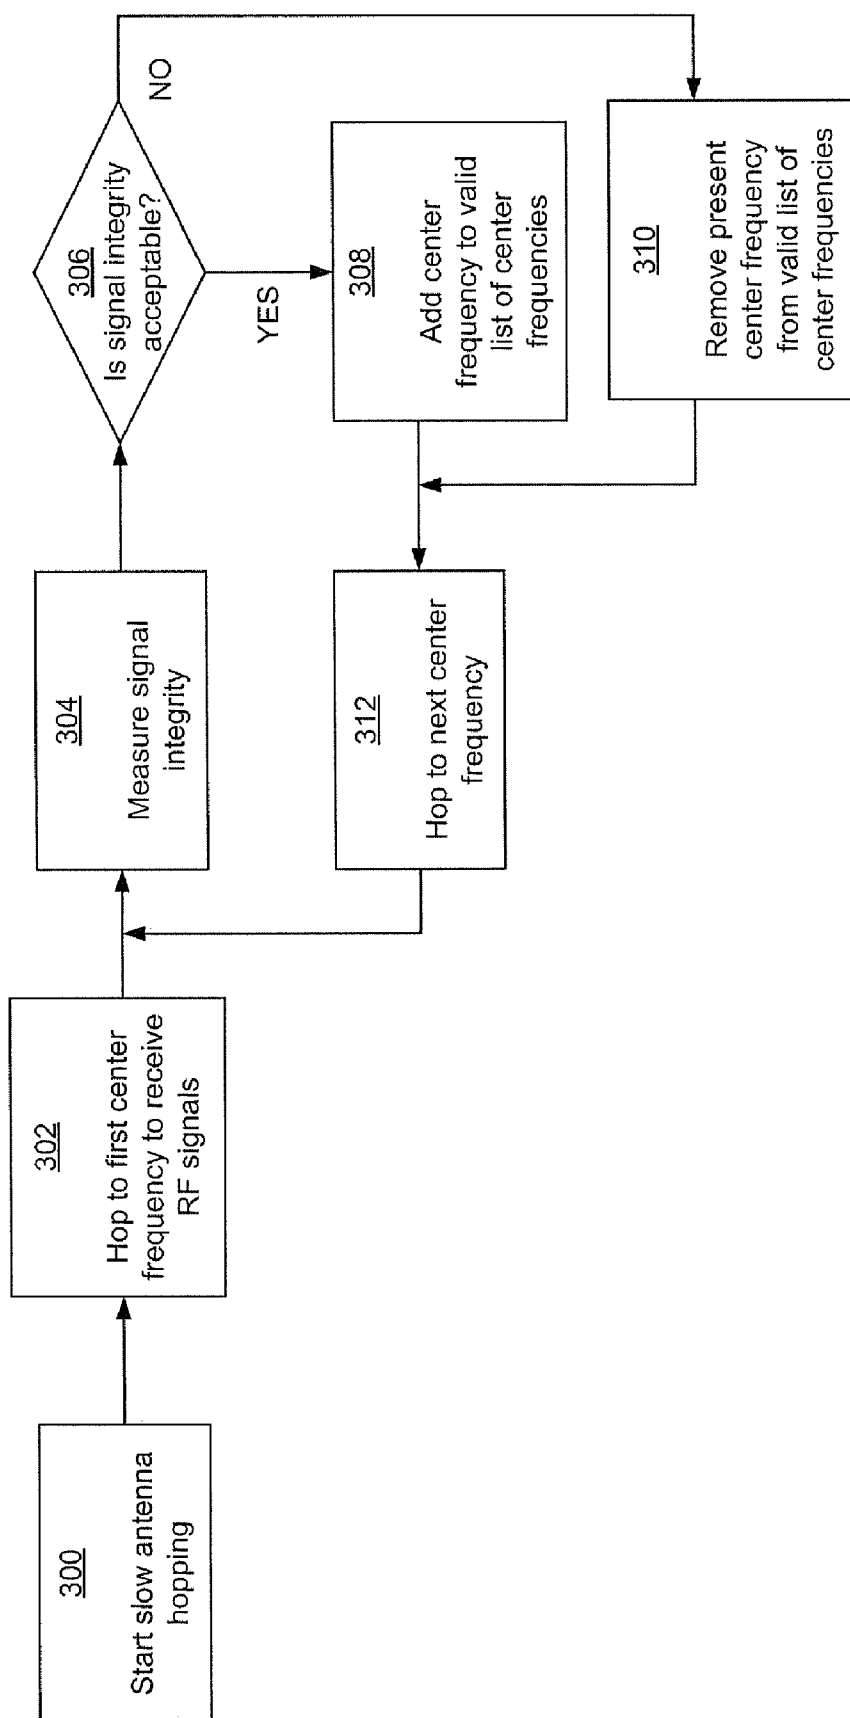 300
Start slow antenna
hopping
302
Hop to first center
frequency to receive
RF signals
304
Measure signal
integrity
306
Is signal integrity
acceptable?
NO
YES
308
Add center
frequency to valid
list of center
frequencies
310
Remove present
center frequency
from valid list of
center frequencies
312
Hop to next center
frequency